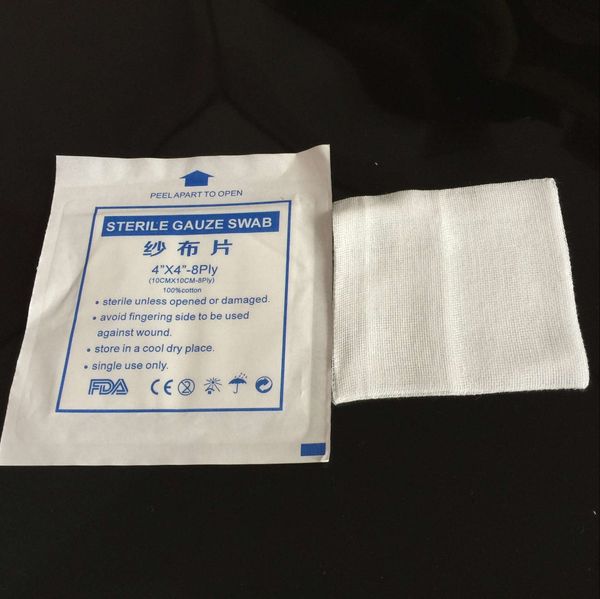 PEEL APART TO OPEN
STERILE GAUZE SWAB
纱布片
4"X4"-8Ply
(10CMX10CM-8Ply)
100%cotton
• sterile unless opened or damaged.
• avoid fingering side to be used
against wound.
• store in a cool dry place.
• single use only.
FDA CE 2